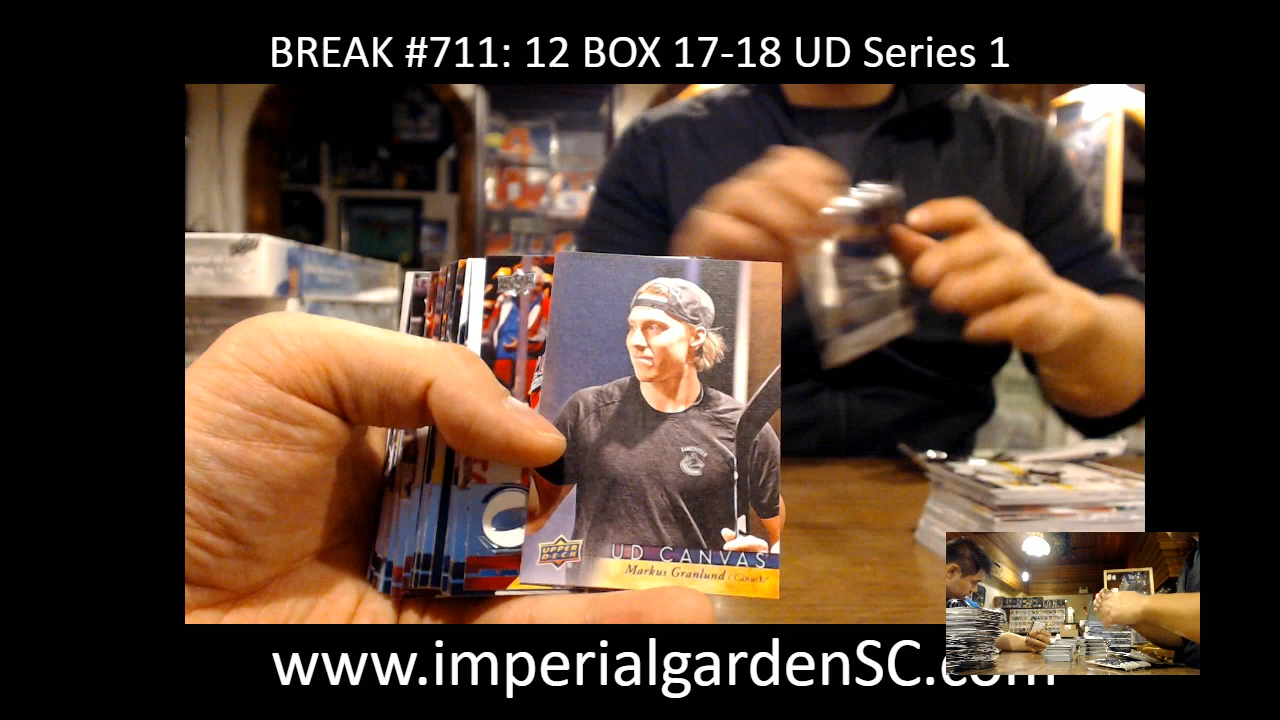 BREAK #711: 12 BOX 17-18 UD Series 1
VANCOUVER
UPPER DECK
UD CANVAS
Markus Granlund / Canucks
www.imperialgardenSC.com